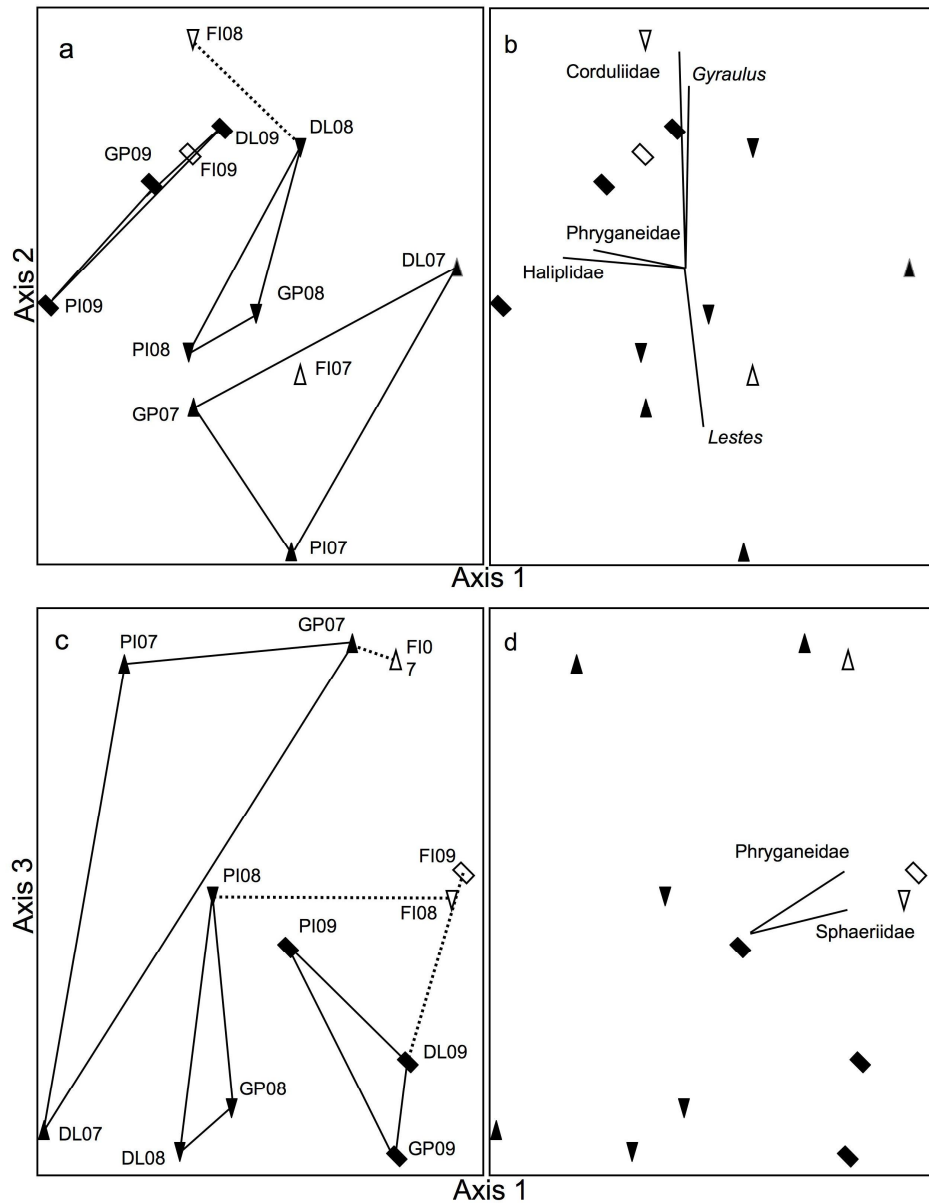 a
FI08
DL08
DL09
GP09
FI09
DL07
PI09
GP08
PI08
FI07
GP07
PI07
Axis 2
b
Corduliidae
Gyraulus
Phryganeidae
Haliplidae
Lestes
Axis 1
c
PI07
GP07
FI0
7
FI09
PI08
FI08
PI09
DL09
GP08
DL07
DL08
GP09
Axis 3
d
Phryganeidae
Sphaeriidae
Axis 1